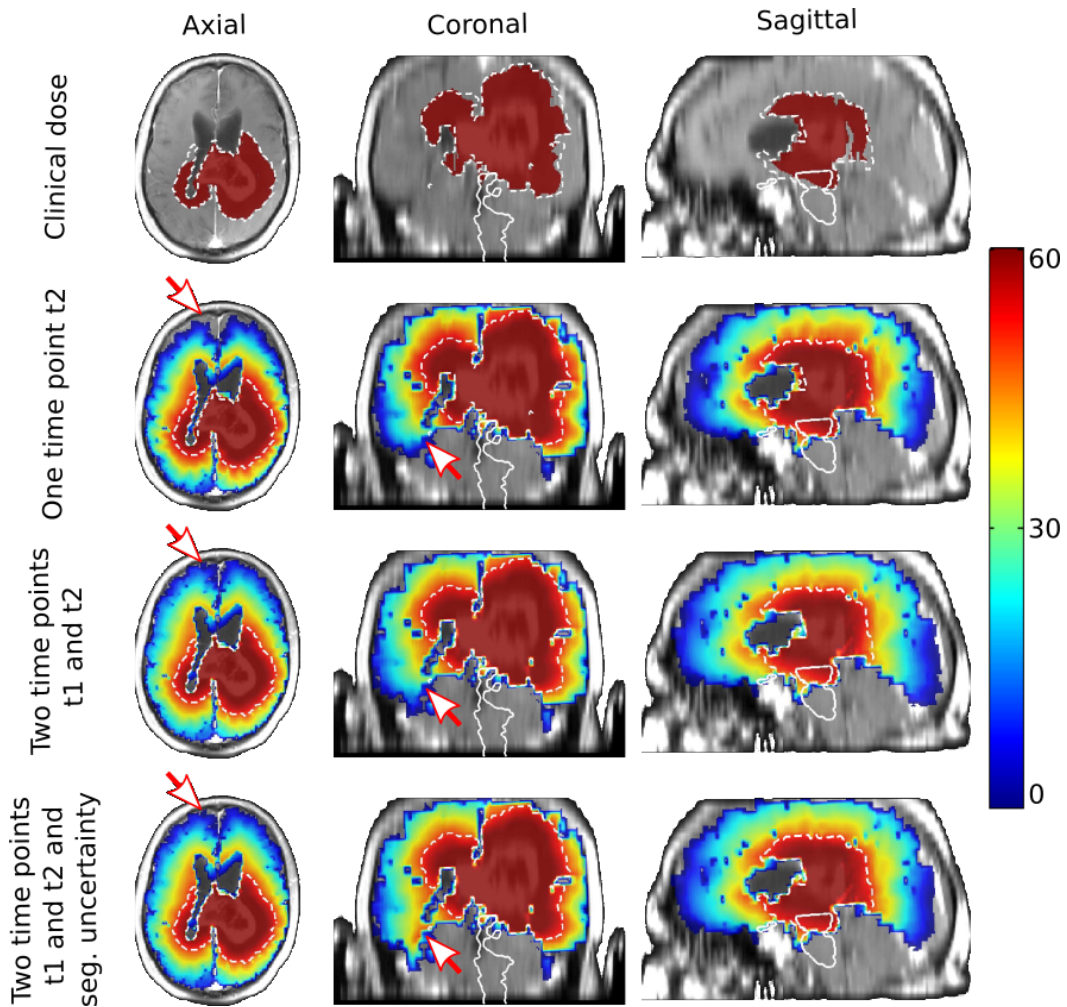 Axial
Coronal
Sagittal
Clinical dose
One time point t2
Two time points
t1 and t2
Two time points
t1 and t2 and
seg. uncertainty
60
30
0